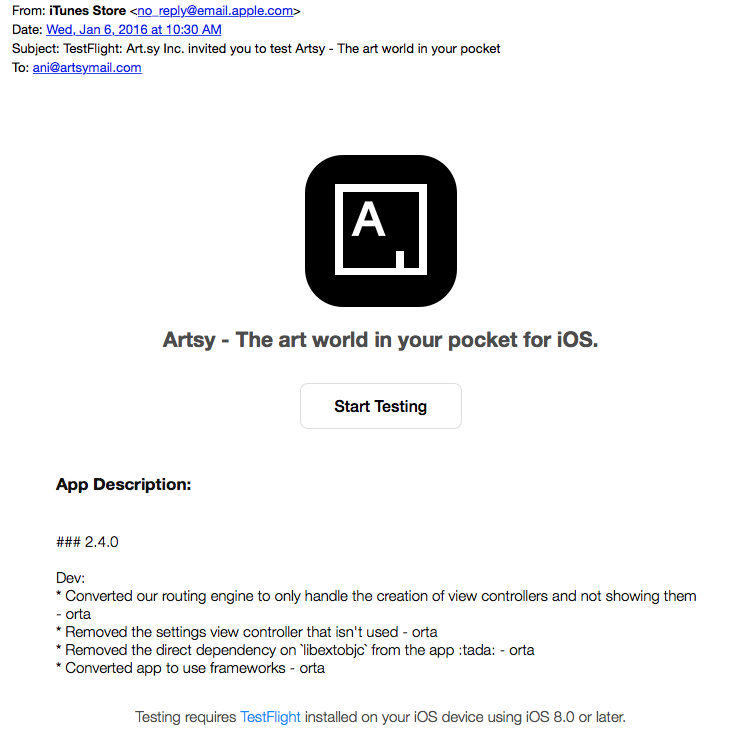 From: iTunes Store <no_reply@email.apple.com>
Date: Wed, Jan 6, 2016 at 10:30 AM
Subject: TestFlight: Art.sy Inc. invited you to test Artsy - The art world in your pocket
To: ani@artsymail.com
A
Artsy - The art world in your pocket for iOS.
Start Testing
App Description:
### 2.4.0
Dev:
* Converted our routing engine to only handle the creation of view controllers and not showing them
- orta
* Removed the settings view controller that isn't used - orta
* Removed the direct dependency on `libextobjc` from the app :tada: - orta
* Converted app to use frameworks - orta
Testing requires TestFlight installed on your iOS device using iOS 8.0 or later.